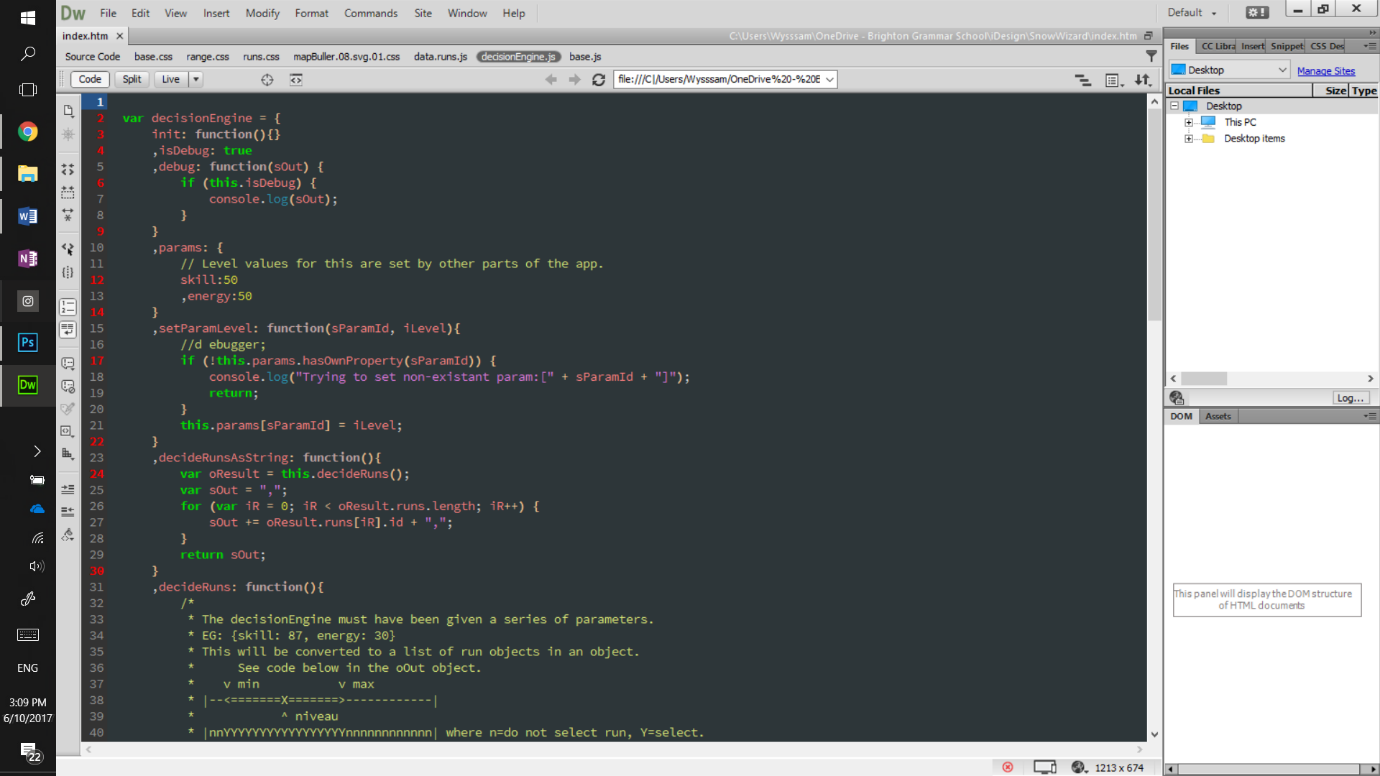 Dw File Edit View Insert Modify Format Commands Site Window Help Default
index.htm C:\Users\Wysssam\OneDrive - Brighton Grammar School\iDesign\SnowWizard\index.htm
Source Code base.css range.css runs.css mapBuller.08.svg.01.css data.runs.js decisionEngine.js base.js
Code Split Live file:///C|/Users/Wysssam/OneDrive%20-%20B
1
2 var decisionEngine = {
3 init: function(){}
4 ,isDebug: true
5 ,debug: function(sOut) {
6 if (this.isDebug) {
7 console.log(sOut);
8 }
9 }
10 ,params: {
11 // Level values for this are set by other parts of the app.
12 skill:50
13 ,energy:50
14 }
15 ,setParamLevel: function(sParamId, iLevel){
16 //d ebugger;
17 if (!this.params.hasOwnProperty(sParamId)) {
18 console.log("Trying to set non-existant param:[" + sParamId + "]");
19 return;
20 }
21 this.params[sParamId] = iLevel;
22 }
23 ,decideRunsAsString: function(){
24 var oResult = this.decideRuns();
25 var sOut = ",";
26 for (var iR = 0; iR < oResult.runs.length; iR++) {
27 sOut += oResult.runs[iR].id + ",";
28 }
29 return sOut;
30 }
31 ,decideRuns: function(){
32 /*
33 * The decisionEngine must have been given a series of parameters.
34 * EG: {skill: 87, energy: 30}
35 * This will be converted to a list of run objects in an object.
36 * See code below in the oOut object.
37 * v min v max
38 * |--<=======X=======>------------|
39 * ^ niveau
40 * |nnYYYYYYYYYYYYYYYYYnnnnnnnnnnnn| where n=do not select run, Y=select.
1213 x 674
Files CC Libra Insert Snippet CSS Des
Desktop Manage Sites
Local Files Size Type
Desktop
This PC
Desktop items
Log...
DOM Assets
This panel will display the DOM structure
of HTML documents
Ps
Dw
ENG
3:09 PM
6/10/2017
22